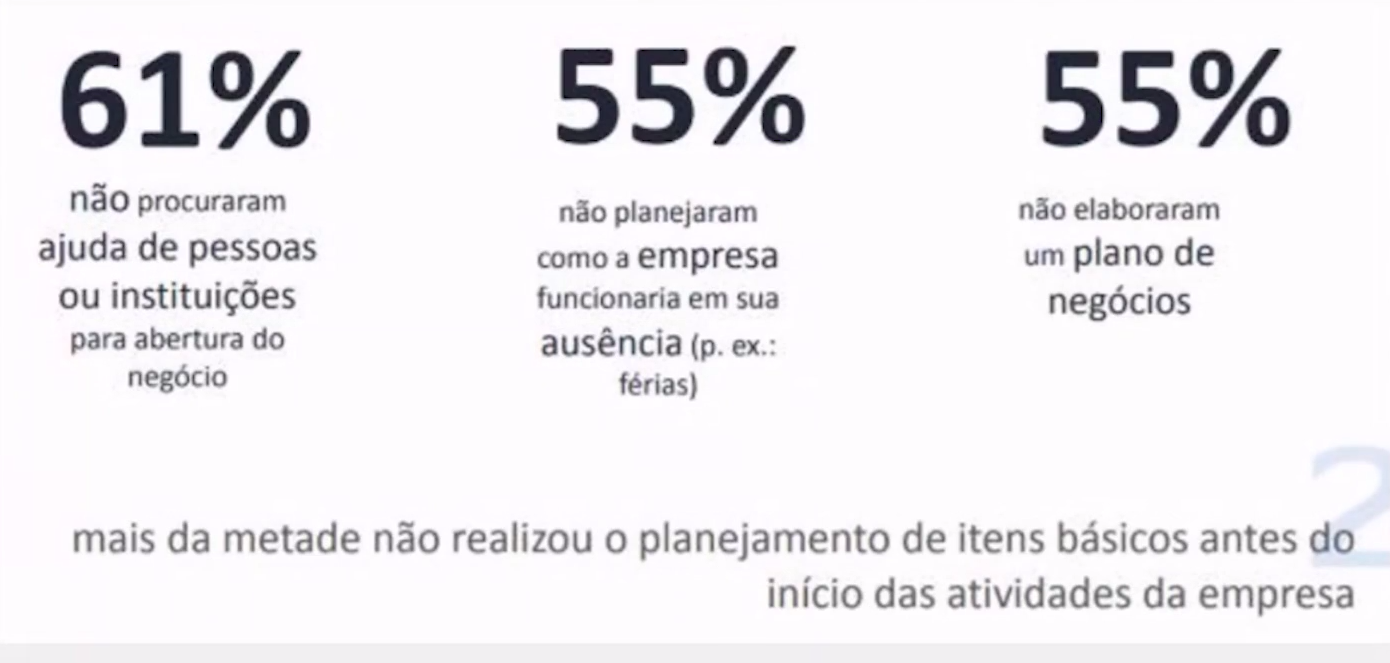 61%
não procuraram
ajuda de pessoas
ou instituições
para abertura do
negócio
55%
não planejaram
como a empresa
funcionaria em sua
ausência (p. ex.:
férias)
55%
não elaboraram
um plano de
negócios
2
mais da metade não realizou o planejamento de itens básicos antes do
início das atividades da empresa